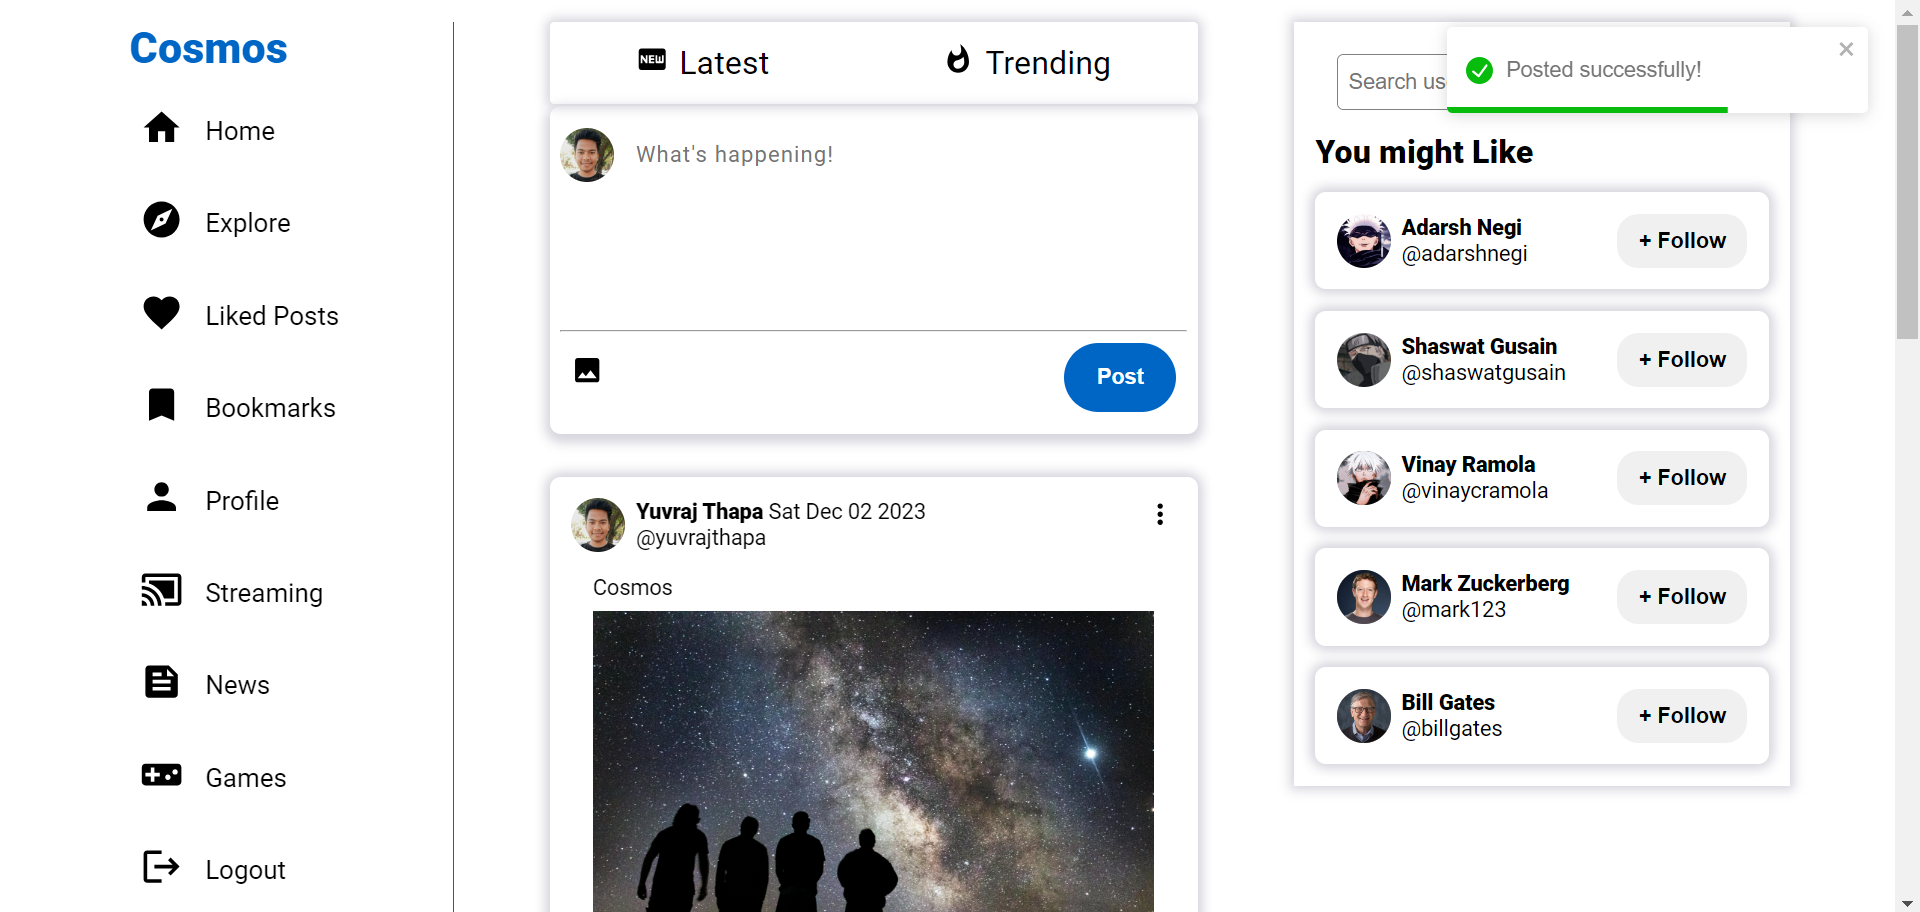 Cosmos
Home
Explore
Liked Posts
Bookmarks
Profile
Streaming
News
Games
Logout
NEW Latest
Trending
What's happening!
Post
Yuvraj Thapa Sat Dec 02 2023
@yuvrajthapa
Cosmos
Search
Posted successfully!
You might Like
Adarsh Negi
@adarshnegi
+ Follow
Shaswat Gusain
@shaswatgusain
+ Follow
Vinay Ramola
@vinaycramola
+ Follow
Mark Zuckerberg
@mark123
+ Follow
Bill Gates
@billgates
+ Follow